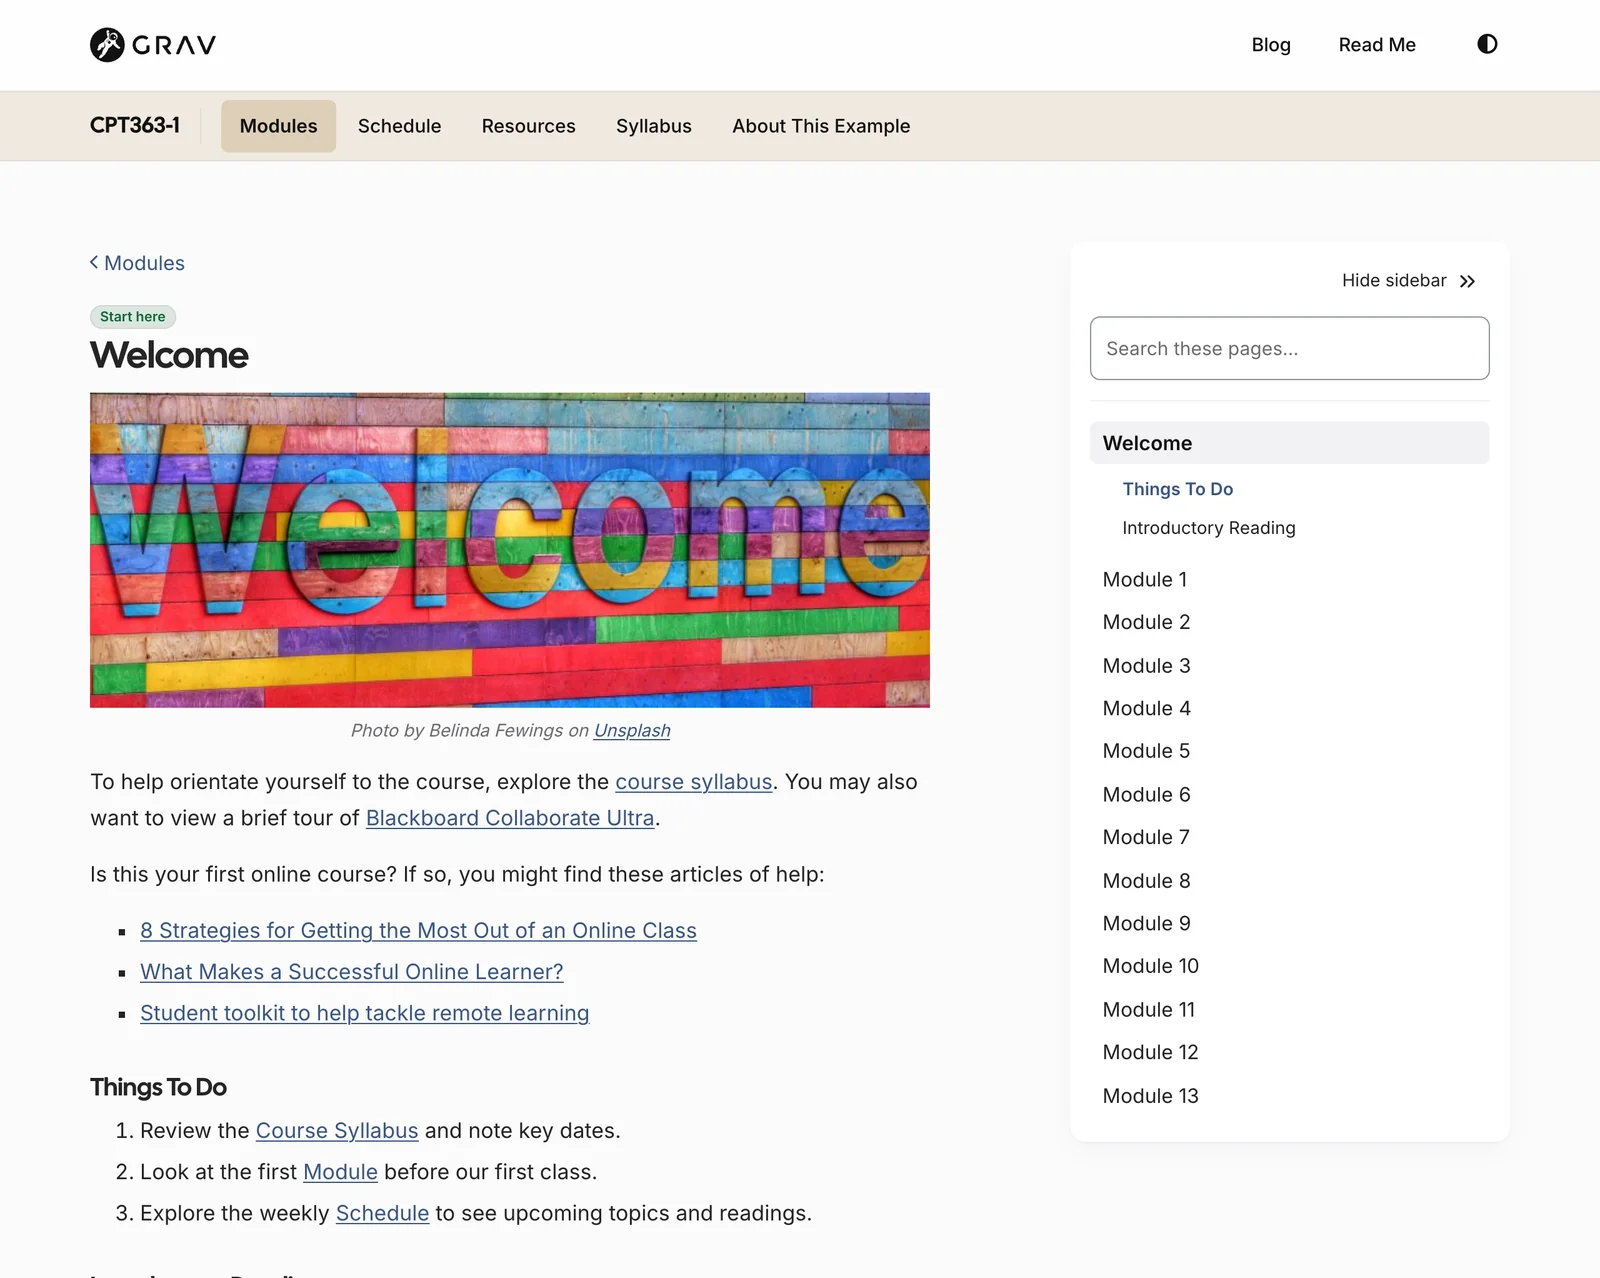 GRAV
Blog
Read Me
CPT363-1
Modules
Schedule
Resources
Syllabus
About This Example
Modules
Start here
Welcome
Welcome
Photo by Belinda Fewings on Unsplash
To help orientate yourself to the course, explore the course syllabus. You may also
want to view a brief tour of Blackboard Collaborate Ultra.
Is this your first online course? If so, you might find these articles of help:
8 Strategies for Getting the Most Out of an Online Class
What Makes a Successful Online Learner?
Student toolkit to help tackle remote learning
Things To Do
1. Review the Course Syllabus and note key dates.
2. Look at the first Module before our first class.
3. Explore the weekly Schedule to see upcoming topics and readings.
Hide sidebar
Search these pages...
Welcome
Things To Do
Introductory Reading
Module 1
Module 2
Module 3
Module 4
Module 5
Module 6
Module 7
Module 8
Module 9
Module 10
Module 11
Module 12
Module 13